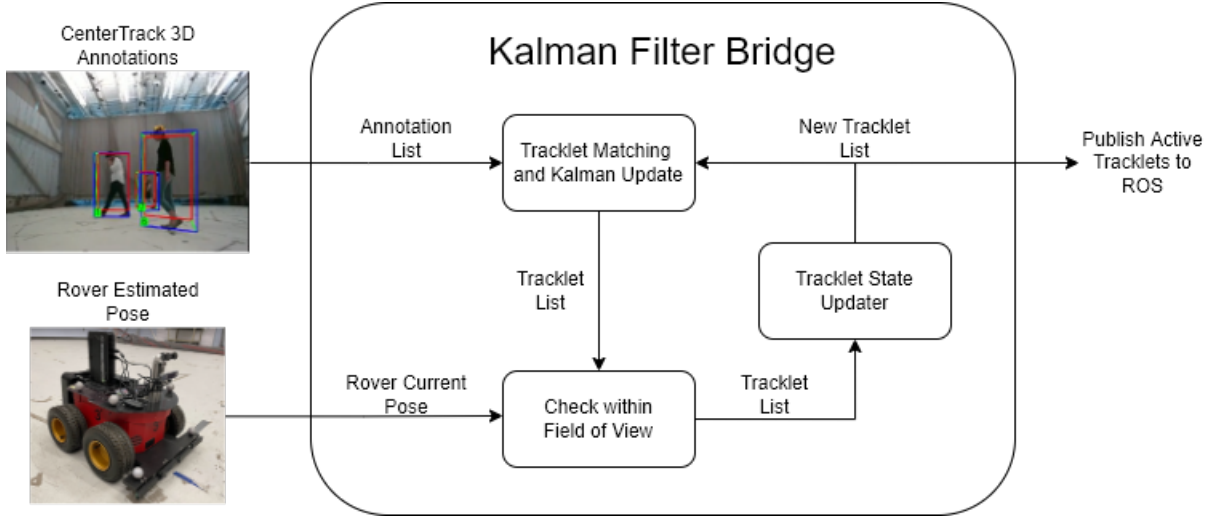 CenterTrack 3D
Annotations
Kalman Filter Bridge
Annotation
List
Tracklet Matching
and Kalman Update
New Tracklet
List
Publish Active
Tracklets to
ROS
Tracklet
List
Tracklet State
Updater
Rover Estimated
Pose
Rover Current
Pose
Check within
Field of View
Tracklet
List